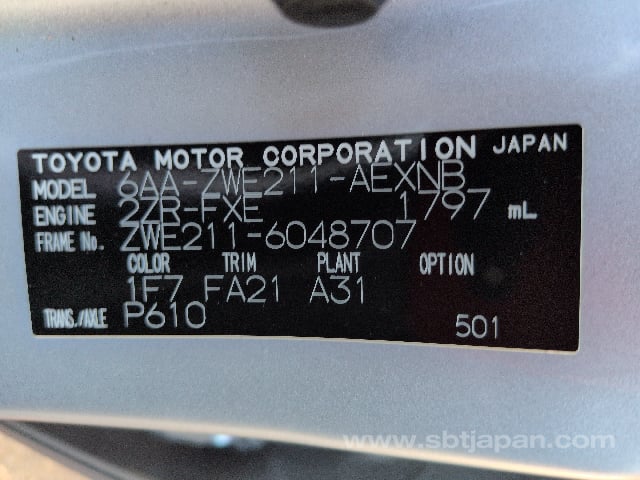 TOYOTA MOTOR CORPORATION JAPAN
MODEL 6AA-ZWE211-AEXNB
ENGINE 2ZR-FXE 1797 mL
FRAME No. ZWE211-6048707
COLOR TRIM PLANT OPTION
1F7 FA21 A31
TRANS./AXLE P610 501
www.sbtjapan.com